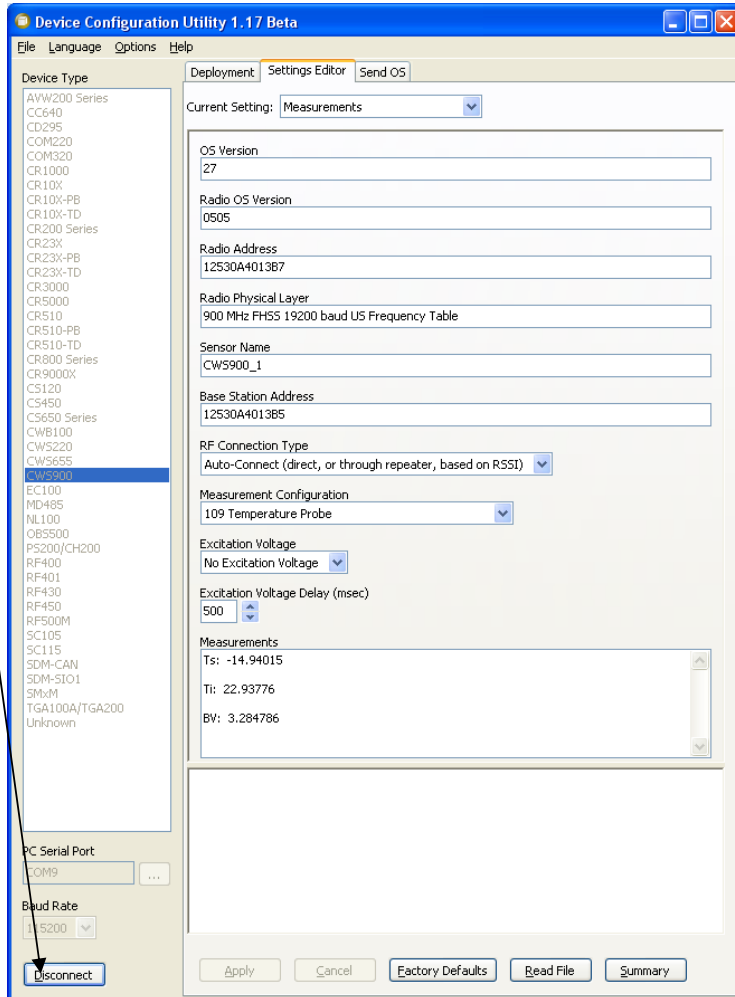 Device Configuration Utility 1.17 Beta
File Language Options Help
Device Type
AVW200 Series
CC640
CD295
COM220
COM320
CR1000
CR10X
CR10X-PB
CR10X-TD
CR200 Series
CR23X
CR23X-PB
CR23X-TD
CR3000
CR5000
CR510
CR510-PB
CR510-TD
CR800 Series
CR9000X
CS120
CS450
CS650 Series
CWB100
CWS220
CWS655
CWS900
EC100
MD485
NL100
OBS500
PS200/CH200
RF400
RF401
RF430
RF450
RF500M
SC105
SC115
SDM-CAN
SDM-SIO1
SMxM
TGA100A/TGA200
Unknown
PC Serial Port
COM9
...
Baud Rate
115200
Disconnect
Deployment Settings Editor Send OS
Current Setting: Measurements
OS Version
27
Radio OS Version
0505
Radio Address
12530A4013B7
Radio Physical Layer
900 MHz FHSS 19200 baud US Frequency Table
Sensor Name
CWS900_1
Base Station Address
12530A4013B5
RF Connection Type
Auto-Connect (direct, or through repeater, based on RSSI)
Measurement Configuration
109 Temperature Probe
Excitation Voltage
No Excitation Voltage
Excitation Voltage Delay (msec)
500
Measurements
Ts: -14.94015
Ti: 22.93776
BV: 3.284786
Apply Cancel Factory Defaults Read File Summary